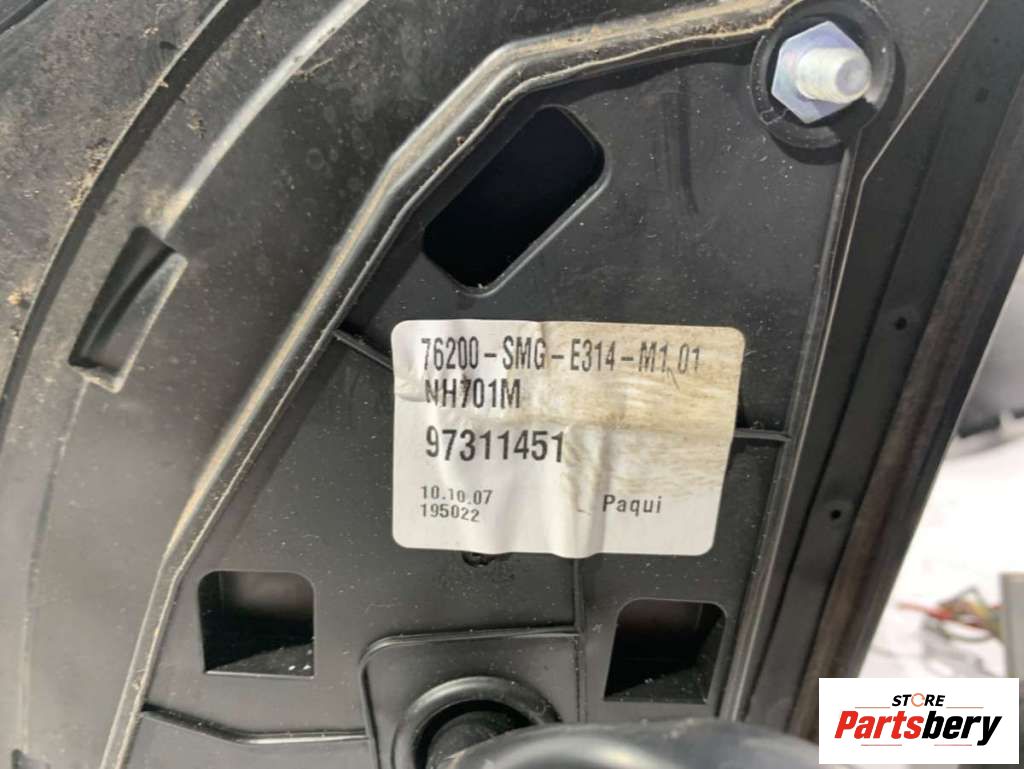 76200-SMG-E314-M1 01
NH701M
97311451
10.10.07
195022
Paqui
STORE
Partsbery